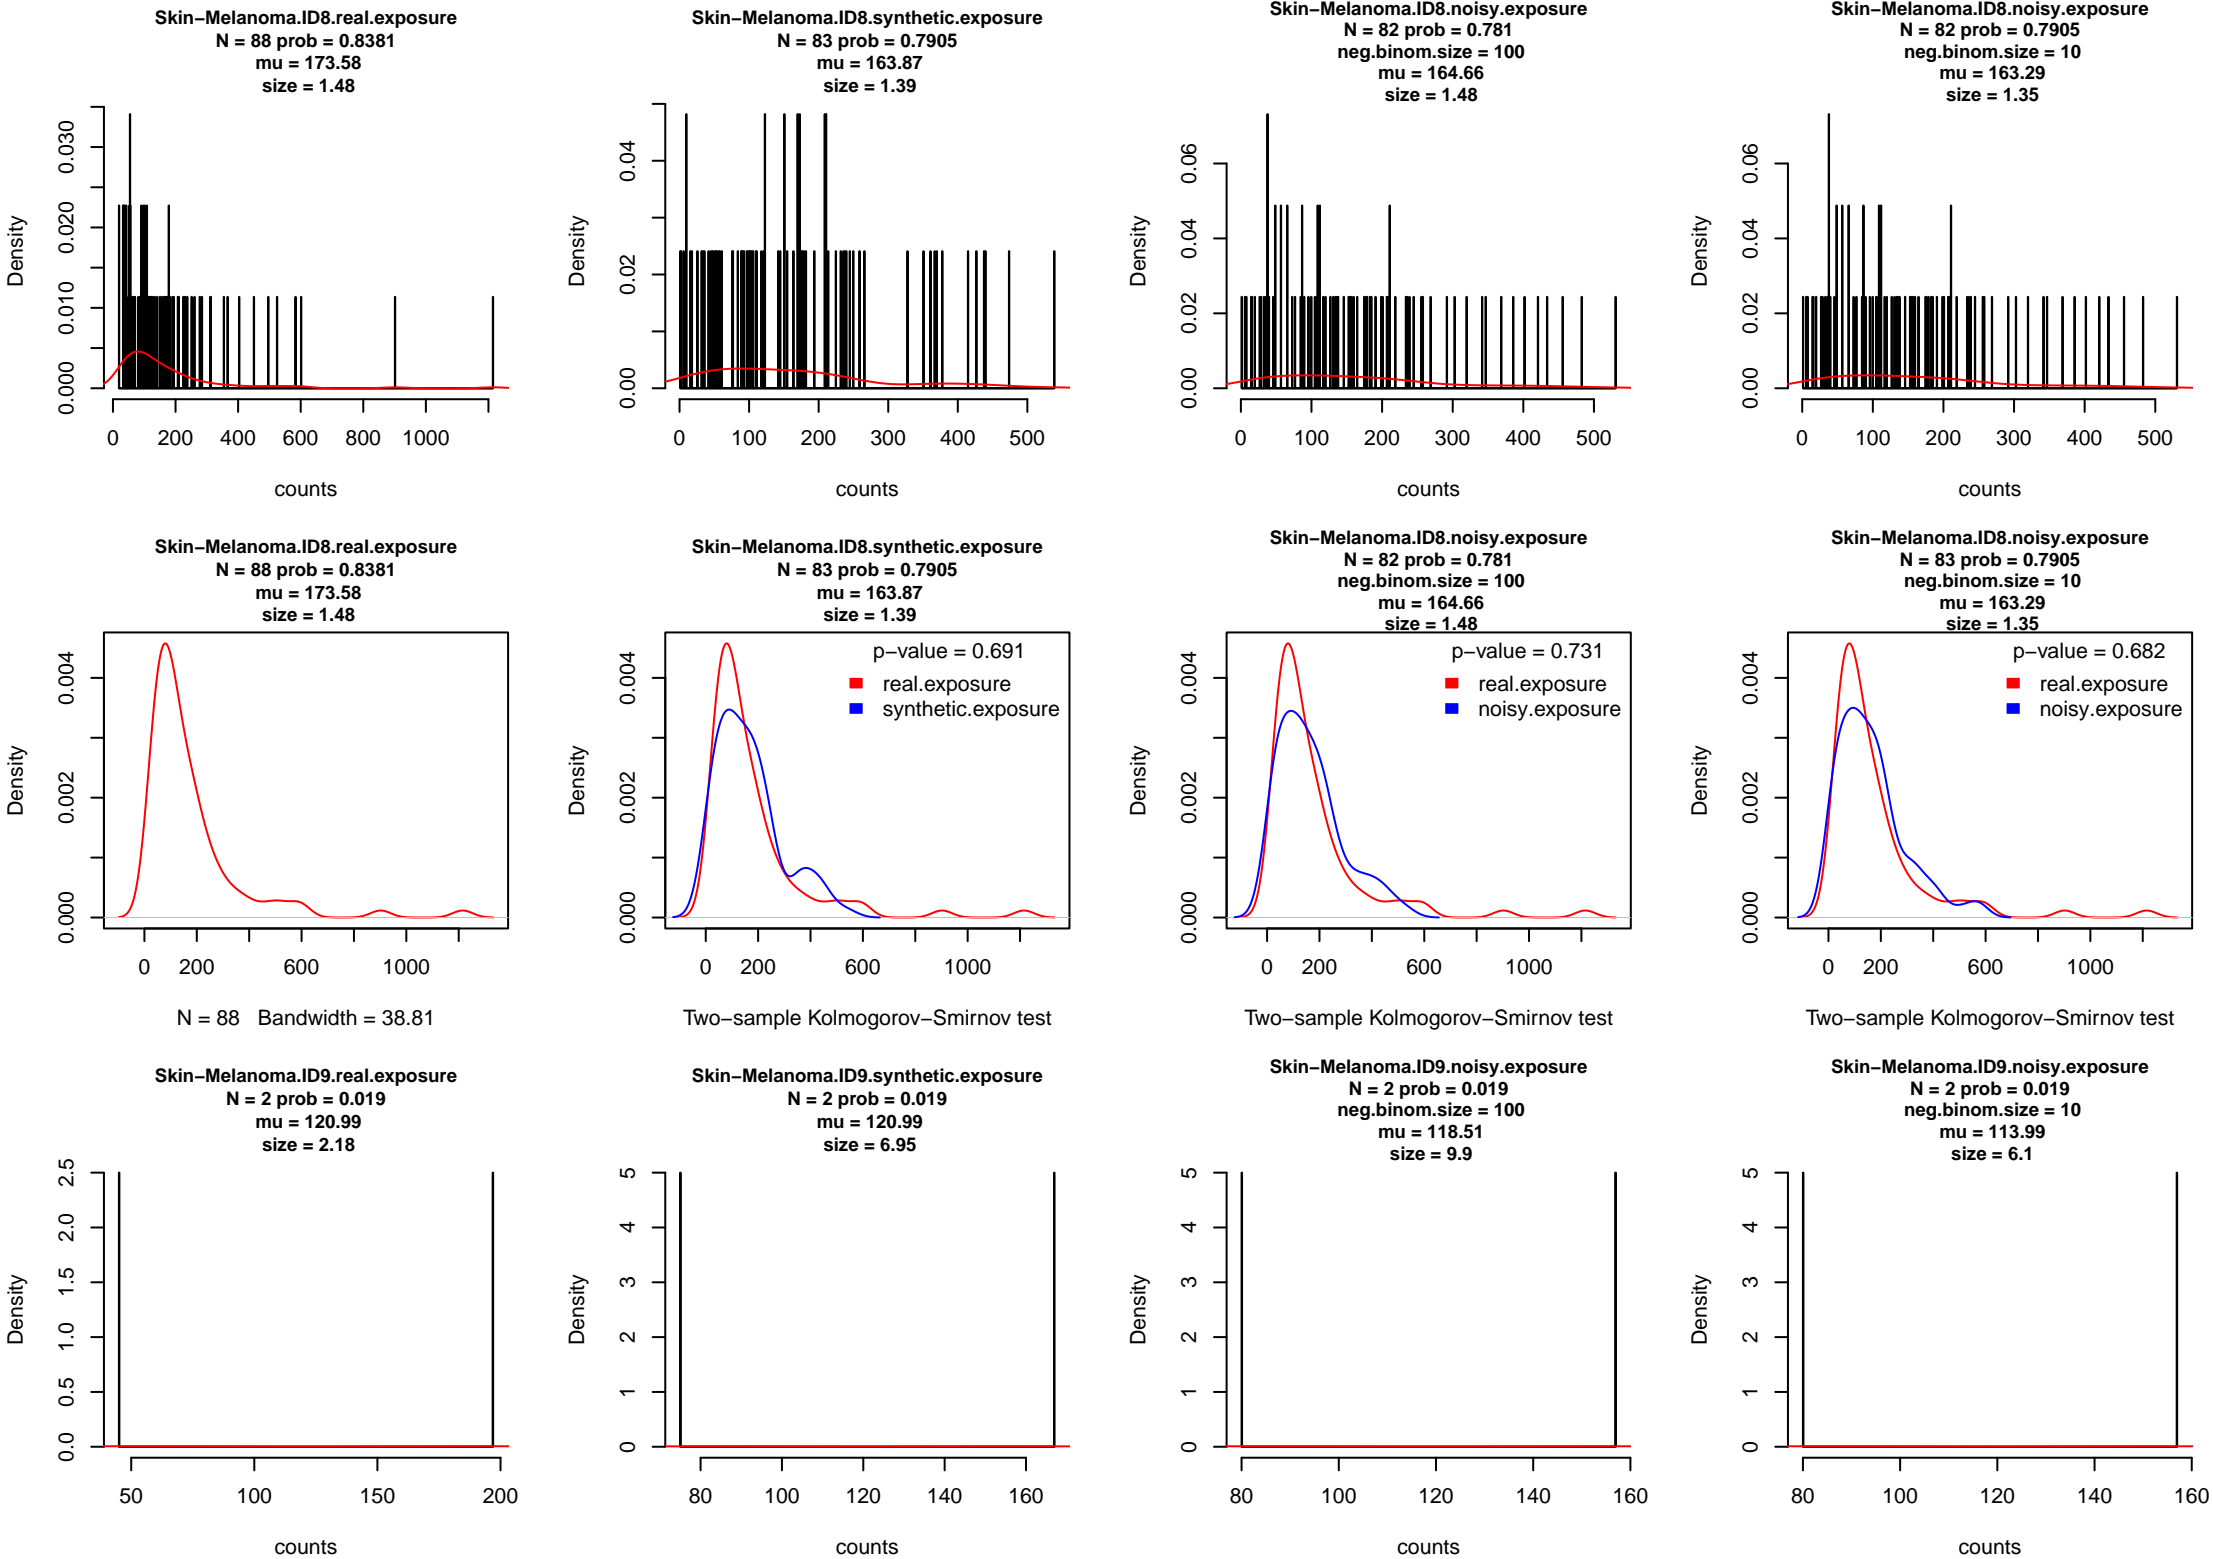 Skin−Melanoma.ID8.real.exposure
N = 88 prob = 0.8381
mu = 173.58
size = 1.48
Density
0.000 0.010 0.020 0.030
0 200 400 600 800 1000
counts
Skin−Melanoma.ID8.synthetic.exposure
N = 83 prob = 0.7905
mu = 163.87
size = 1.39
Density
0.00 0.02 0.04
0 100 200 300 400 500
counts
Skin−Melanoma.ID8.noisy.exposure
N = 82 prob = 0.781
neg.binom.size = 100
mu = 164.66
size = 1.48
Density
0.00 0.02 0.04 0.06
0 100 200 300 400 500
counts
Skin−Melanoma.ID8.noisy.exposure
N = 82 prob = 0.7905
neg.binom.size = 10
mu = 163.29
size = 1.35
Density
0.00 0.02 0.04 0.06
0 100 200 300 400 500
counts
Skin−Melanoma.ID8.real.exposure
N = 88 prob = 0.8381
mu = 173.58
size = 1.48
Density
0.000 0.002 0.004
0 200 600 1000
N = 88 Bandwidth = 38.81
Skin−Melanoma.ID8.synthetic.exposure
N = 83 prob = 0.7905
mu = 163.87
size = 1.39
p−value = 0.691
real.exposure
synthetic.exposure
Density
0.000 0.002 0.004
0 200 600 1000
Two−sample Kolmogorov−Smirnov test
Skin−Melanoma.ID8.noisy.exposure
N = 82 prob = 0.781
neg.binom.size = 100
mu = 164.66
size = 1.48
p−value = 0.731
real.exposure
noisy.exposure
Density
0.000 0.002 0.004
0 200 600 1000
Two−sample Kolmogorov−Smirnov test
Skin−Melanoma.ID8.noisy.exposure
N = 83 prob = 0.7905
neg.binom.size = 10
mu = 163.29
size = 1.35
p−value = 0.682
real.exposure
noisy.exposure
Density
0.000 0.002 0.004
0 200 600 1000
Two−sample Kolmogorov−Smirnov test
Skin−Melanoma.ID9.real.exposure
N = 2 prob = 0.019
mu = 120.99
size = 2.18
Density
0.0 0.5 1.0 1.5 2.0 2.5
50 100 150 200
counts
Skin−Melanoma.ID9.synthetic.exposure
N = 2 prob = 0.019
mu = 120.99
size = 6.95
Density
0 1 2 3 4 5
80 100 120 140 160
counts
Skin−Melanoma.ID9.noisy.exposure
N = 2 prob = 0.019
neg.binom.size = 100
mu = 118.51
size = 9.9
Density
0 1 2 3 4 5
80 100 120 140 160
counts
Skin−Melanoma.ID9.noisy.exposure
N = 2 prob = 0.019
neg.binom.size = 10
mu = 113.99
size = 6.1
Density
0 1 2 3 4 5
80 100 120 140 160
counts